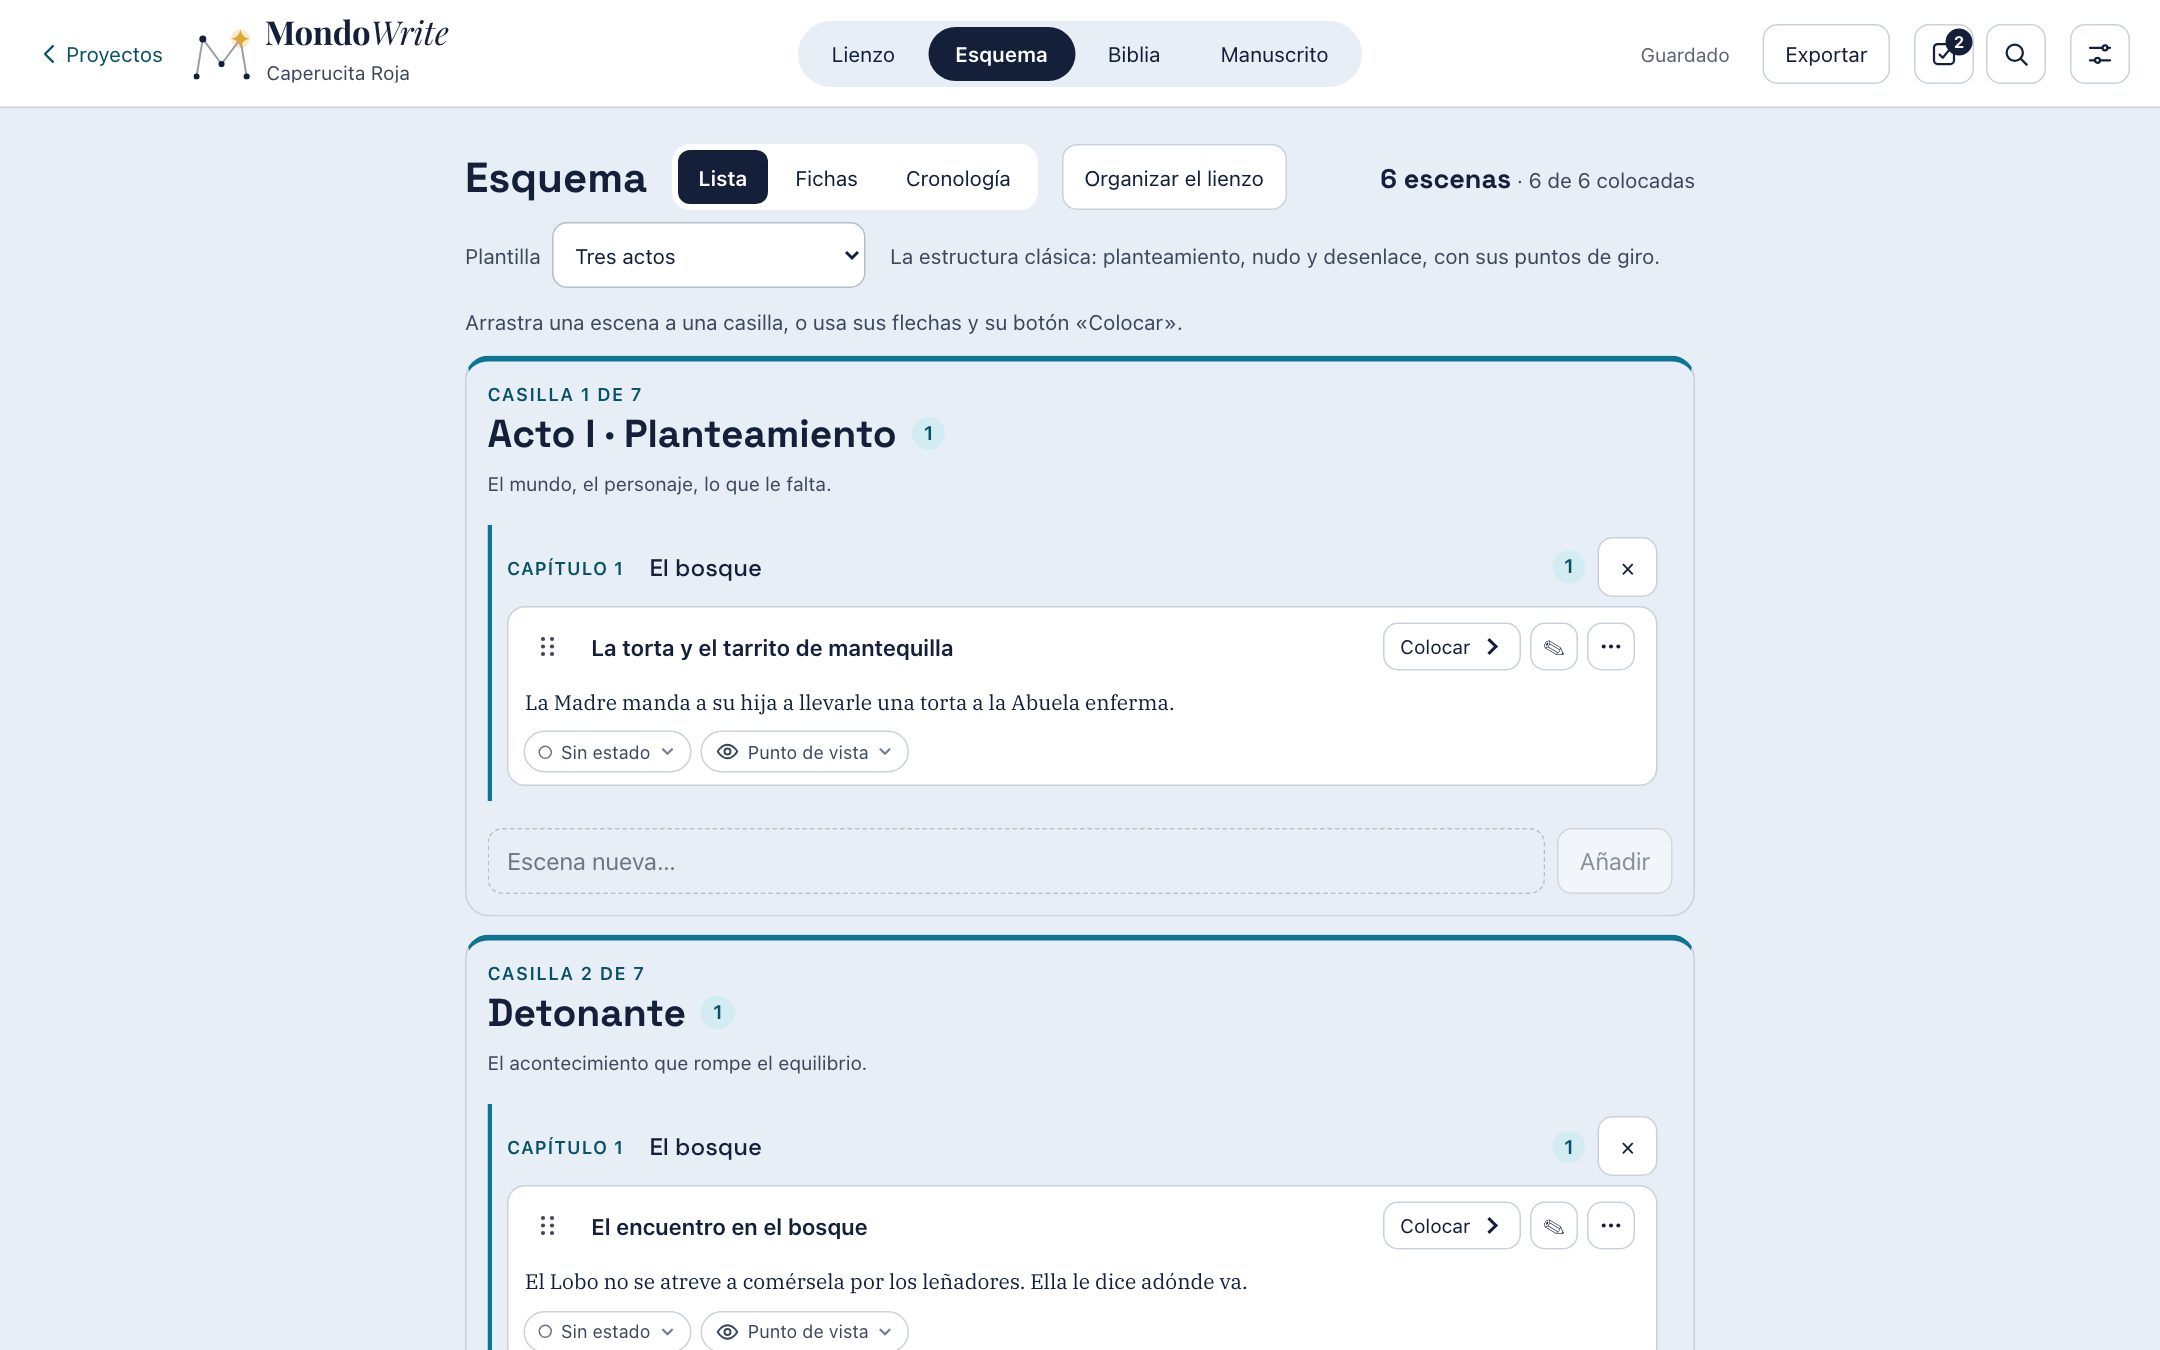 Proyectos
MondoWrite
Caperucita Roja
Lienzo
Esquema
Biblia
Manuscrito
Guardado
Exportar
2
Esquema
Lista
Fichas
Cronología
Organizar el lienzo
6 escenas · 6 de 6 colocadas
Plantilla
Tres actos
La estructura clásica: planteamiento, nudo y desenlace, con sus puntos de giro.
Arrastra una escena a una casilla, o usa sus flechas y su botón «Colocar».
CASILLA 1 DE 7
Acto I · Planteamiento 1
El mundo, el personaje, lo que le falta.
CAPÍTULO 1 El bosque 1 ×
La torta y el tarrito de mantequilla
Colocar
La Madre manda a su hija a llevarle una torta a la Abuela enferma.
Sin estado
Punto de vista
Escena nueva...
Añadir
CASILLA 2 DE 7
Detonante 1
El acontecimiento que rompe el equilibrio.
CAPÍTULO 1 El bosque 1 ×
El encuentro en el bosque
Colocar
El Lobo no se atreve a comérsela por los leñadores. Ella le dice adónde va.
Sin estado
Punto de vista